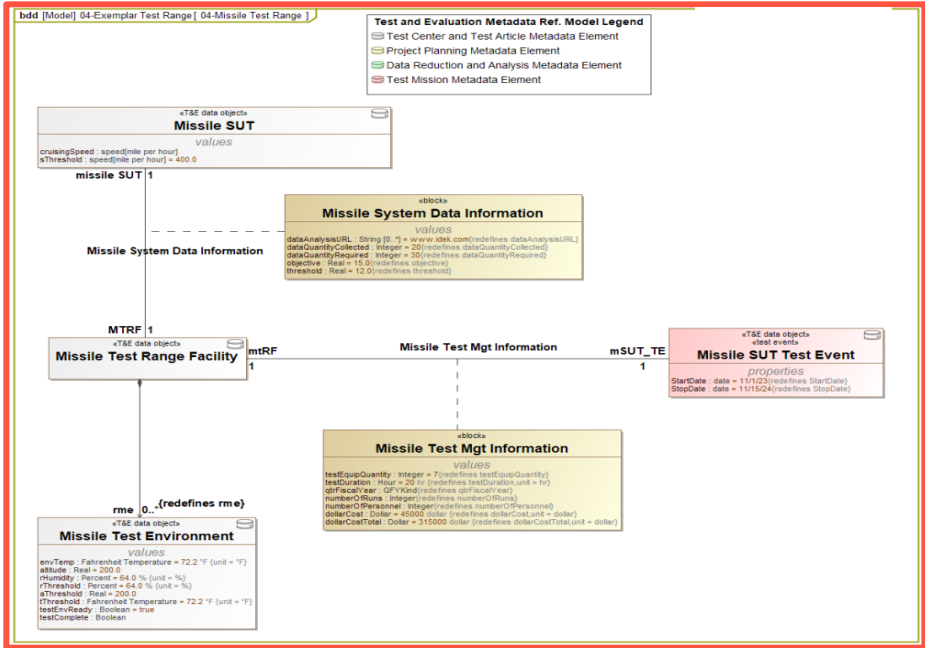 bdd [Model] 04-Exemplar Test Range [ 04-Missile Test Range ]
Test and Evaluation Metadata Ref. Model Legend
Test Center and Test Article Metadata Element
Project Planning Metadata Element
Data Reduction and Analysis Metadata Element
Test Mission Metadata Element
«T&E data object»
Missile SUT
values
cruisingSpeed : speed[mile per hour]
sThreshold : speed[mile per hour] = 400.0
missile SUT 1
«block»
Missile System Data Information
values
dataAnalysisURL : String [0..*] = www.idek.com{redefines dataAnalysisURL}
dataQuantityCollected : Integer = 20{redefines dataQuantityCollected}
dataQuantityRequired : Integer = 30{redefines dataQuantityRequired}
objective : Real = 15.0{redefines objective}
threshold : Real = 12.0{redefines threshold}
Missile System Data Information
MTRF 1
«T&E data object»
Missile Test Range Facility
mtRF
1
Missile Test Mgt Information
mSUT_TE
1
«T&E data object»
«test event»
Missile SUT Test Event
properties
StartDate : date = 11/1/23{redefines StartDate}
StopDate : date = 11/15/24{redefines StopDate}
«block»
Missile Test Mgt Information
values
testEquipQuantity : Integer = 7{redefines testEquipQuantity}
testDuration : Hour = 20 hr {redefines testDuration,unit = hr}
qtrFiscalYear : QFYKind{redefines qtrFiscalYear}
numberOfRuns : Integer{redefines numberOfRuns}
numberOfPersonnel : Integer{redefines numberOfPersonnel}
dollarCost : Dollar = 45000 dollar {redefines dollarCost,unit = dollar}
dollarCostTotal : Dollar = 315000 dollar {redefines dollarCostTotal,unit = dollar}
rme 0..* {redefines rme}
«T&E data object»
Missile Test Environment
values
envTemp : Fahrenheit Temperature = 72.2 °F {unit = °F}
altitude : Real = 200.0
rHumidity : Percent = 64.0 % {unit = %}
rThreshold : Percent = 64.0 % {unit = %}
aThreshold : Real = 200.0
tThreshold : Fahrenheit Temperature = 72.2 °F {unit = °F}
testEnvReady : Boolean = true
testComplete : Boolean